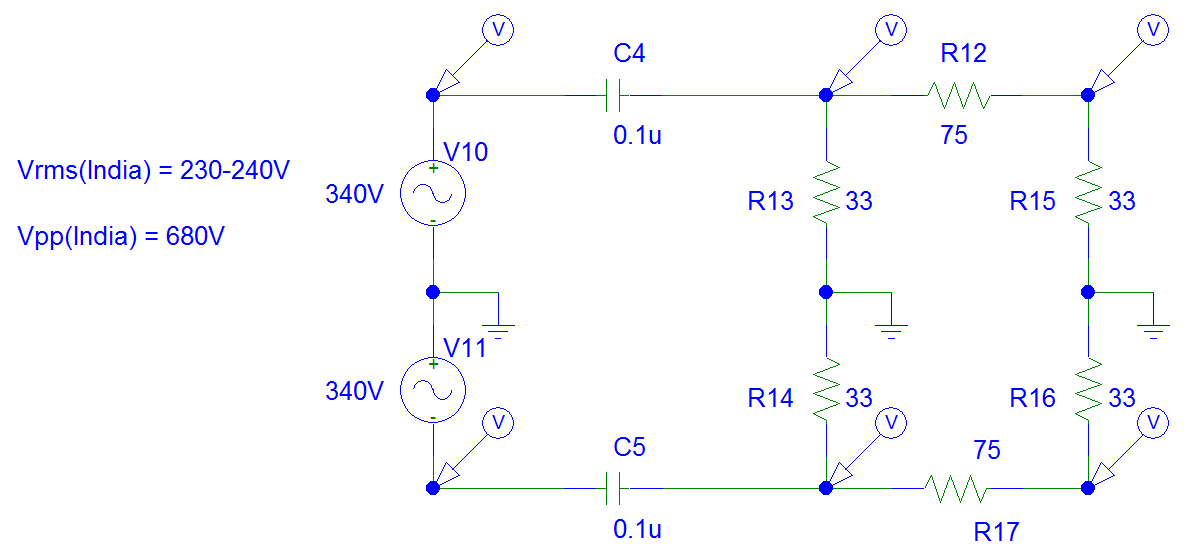 V
V
V
C4
R12
0.1u
75
V10
+
Vrms(India) = 230-240V
340V
-
R13
33
R15
33
Vpp(India) = 680V
V11
+
340V
-
R14
33
R16
33
V
V
V
C5
75
0.1u
R17